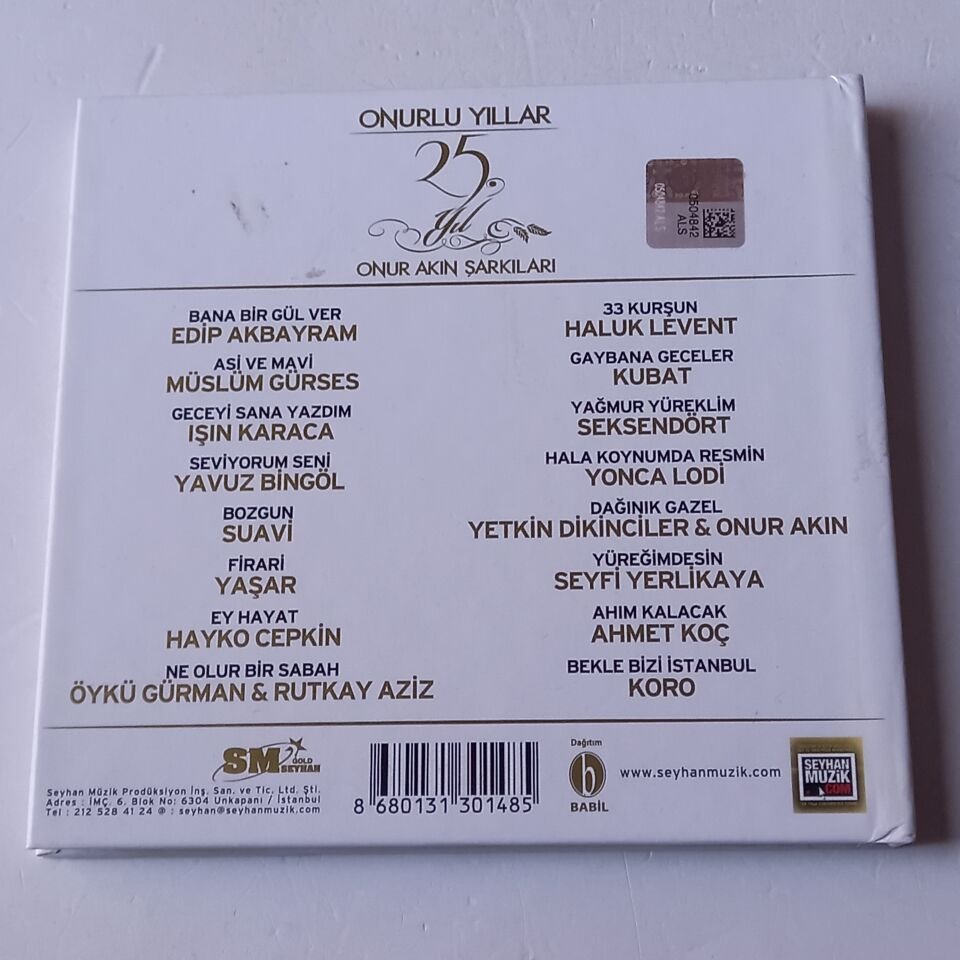 ONURLU YILLAR
25.
Yıl
ONUR AKIN ŞARKILARI
0504842
ALS
0504842 ALS
BANA BİR GÜL VER
EDİP AKBAYRAM
ASİ VE MAVİ
MÜSLÜM GÜRSES
GECEYİ SANA YAZDIM
IŞIN KARACA
SEVİYORUM SENİ
YAVUZ BİNGÖL
BOZGUN
SUAVİ
FİRARİ
YAŞAR
EY HAYAT
HAYKO CEPKİN
NE OLUR BİR SABAH
ÖYKÜ GÜRMAN & RUTKAY AZİZ
33 KURŞUN
HALUK LEVENT
GAYBANA GECELER
KUBAT
YAĞMUR YÜREKLİM
SEKSENDÖRT
HALA KOYNUMDA RESMİN
YONCA LODİ
DAĞINIK GAZEL
YETKİN DİKİNCİLER & ONUR AKIN
YÜREĞİMDESİN
SEYFİ YERLİKAYA
AHIM KALACAK
AHMET KOÇ
BEKLE BİZİ İSTANBUL
KORO
SM GOLD
SEYHAN
Seyhan Müzik Prodüksiyon İnş. San. ve Tic. Ltd. Şti.
Adres : İMÇ. 6. Blok No: 6304 Unkapanı / İstanbul
Tel : 212 528 41 24 @ : seyhan@seyhanmuzik.com
8 680131 301485
Dağıtım
b
BABİL
www.seyhanmuzik.com
SEYHAN
MÜZİK
.COM